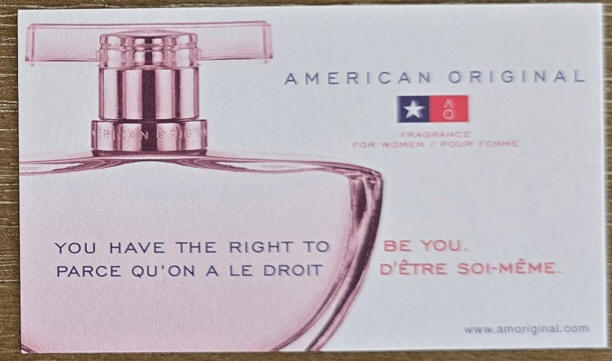 AMERICAN ORIGINAL
AO
FRAGRANCE
FOR WOMEN / POUR FEMME
YOU HAVE THE RIGHT TO BE YOU.
PARCE QU'ON A LE DROIT D'ÊTRE SOI-MÊME.
www.amoriginal.com